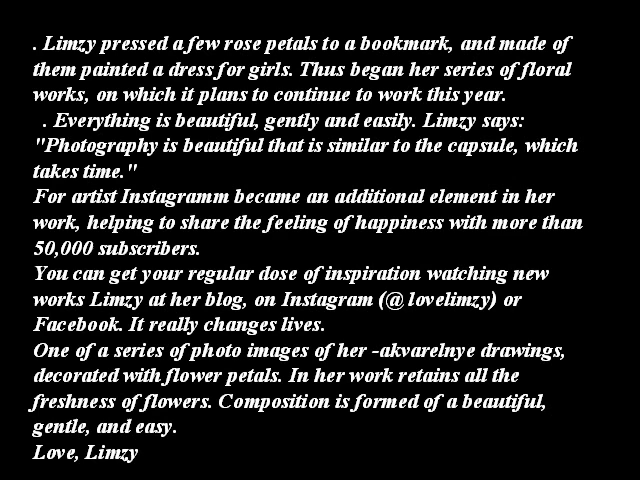 . Limzy pressed a few rose petals to a bookmark, and made of
them painted a dress for girls. Thus began her series of floral
works, on which it plans to continue to work this year.
. Everything is beautiful, gently and easily. Limzy says:
"Photography is beautiful that is similar to the capsule, which
takes time."
For artist Instagramm became an additional element in her
work, helping to share the feeling of happiness with more than
50,000 subscribers.
You can get your regular dose of inspiration watching new
works Limzy at her blog, on Instagram (@ lovelimzy) or
Facebook. It really changes lives.
One of a series of photo images of her -akvarelnye drawings,
decorated with flower petals. In her work retains all the
freshness of flowers. Composition is formed of a beautiful,
gentle, and easy.
Love, Limzy